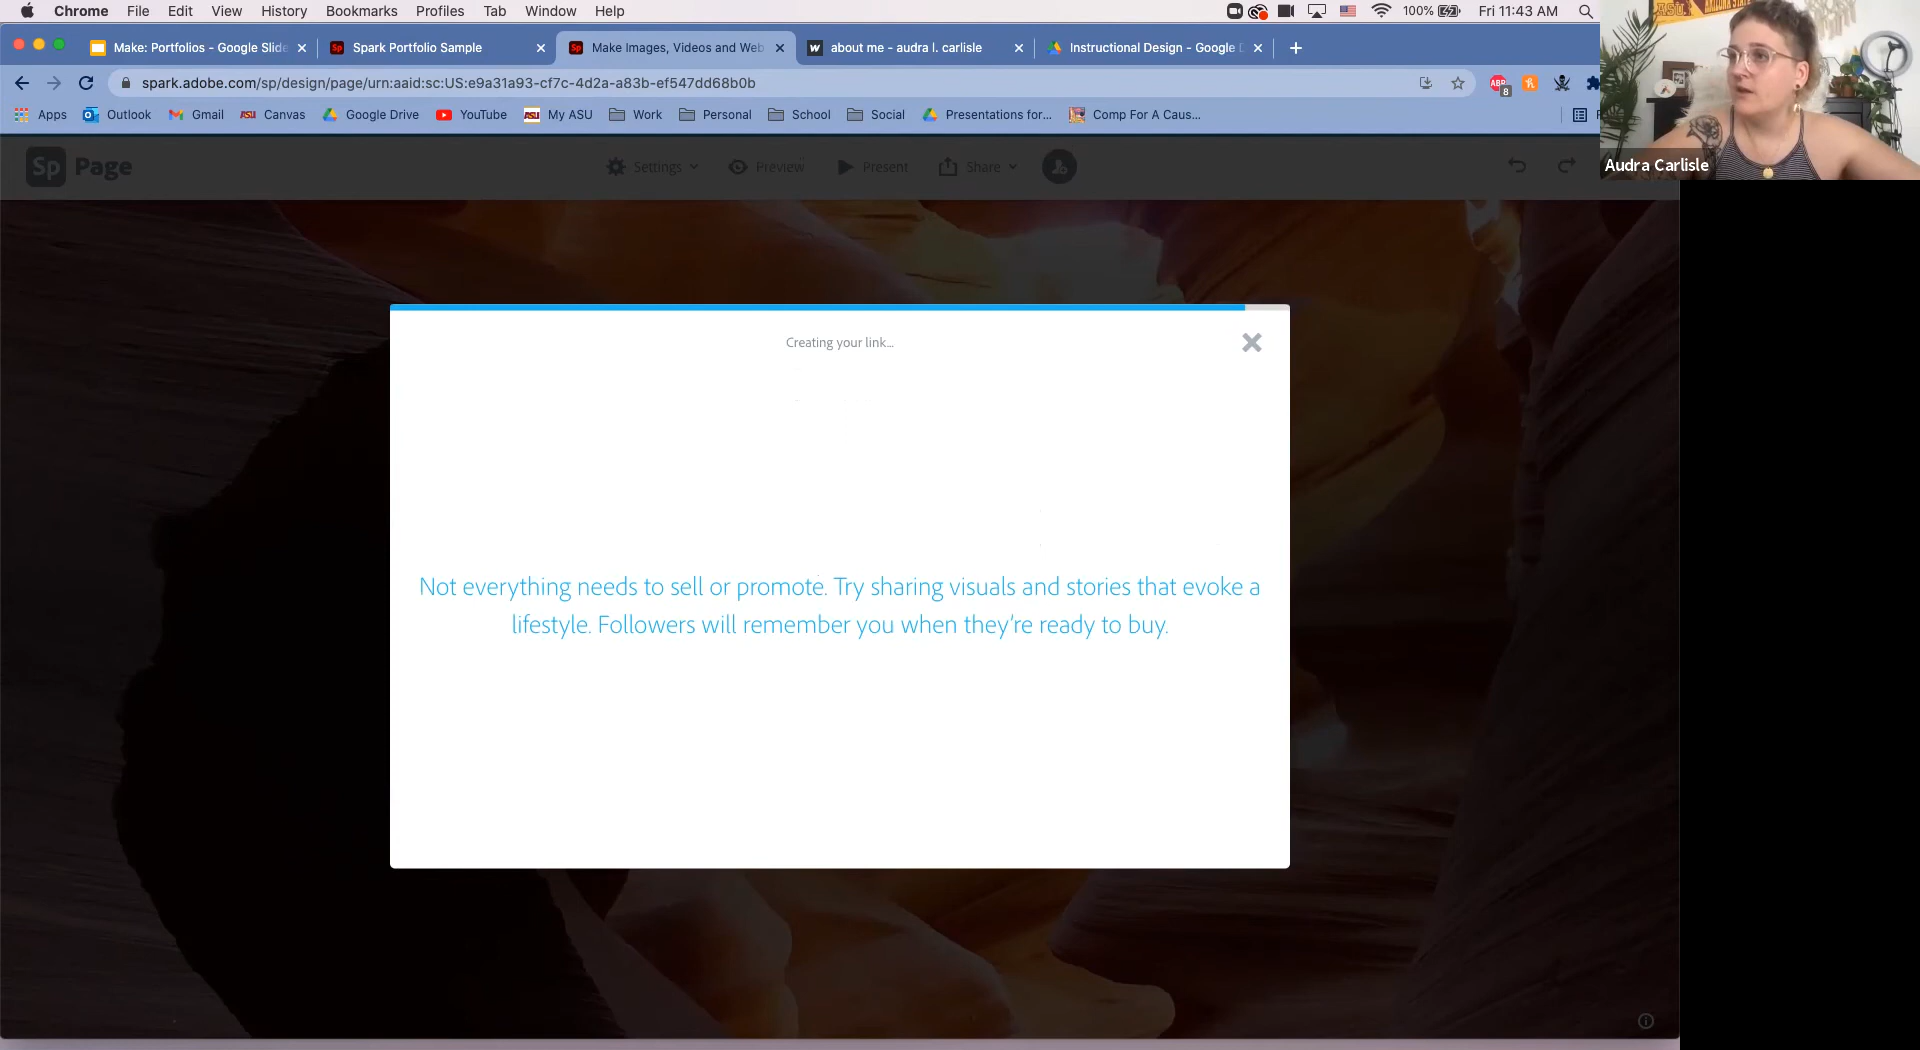 Chrome File Edit View History Bookmarks Profiles Tab Window Help 100% Fri 11:43 AM
Make: Portfolios - Google Slide Spark Portfolio Sample Make Images, Videos and Web about me - audra l. carlisle Instructional Design - Google D
spark.adobe.com/sp/design/page/urn:aaid:sc:US:e9a31a93-cf7c-4d2a-a83b-ef547dd68b0b
Apps Outlook Gmail Canvas Google Drive YouTube My ASU Work Personal School Social Presentations for... Comp For A Caus...
Sp Page Settings Preview Present Share
Audra Carlisle
Creating your link...
Not everything needs to sell or promote. Try sharing visuals and stories that evoke a
lifestyle. Followers will remember you when they're ready to buy.